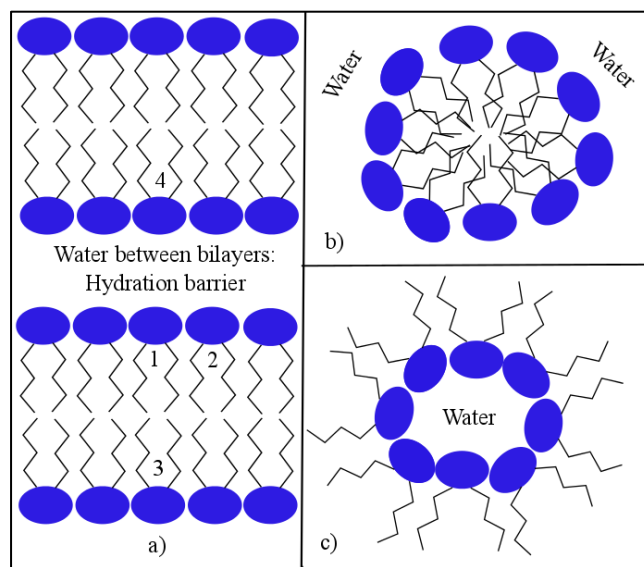 4
Water between bilayers:
Hydration barrier
1 2
3
a)
Water
Water
b)
Water
c)